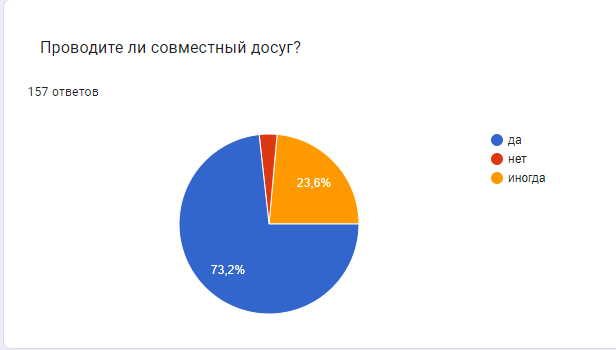 Проводите ли совместный досуг?
157 ответов
да
нет
иногда
23,6%
73,2%